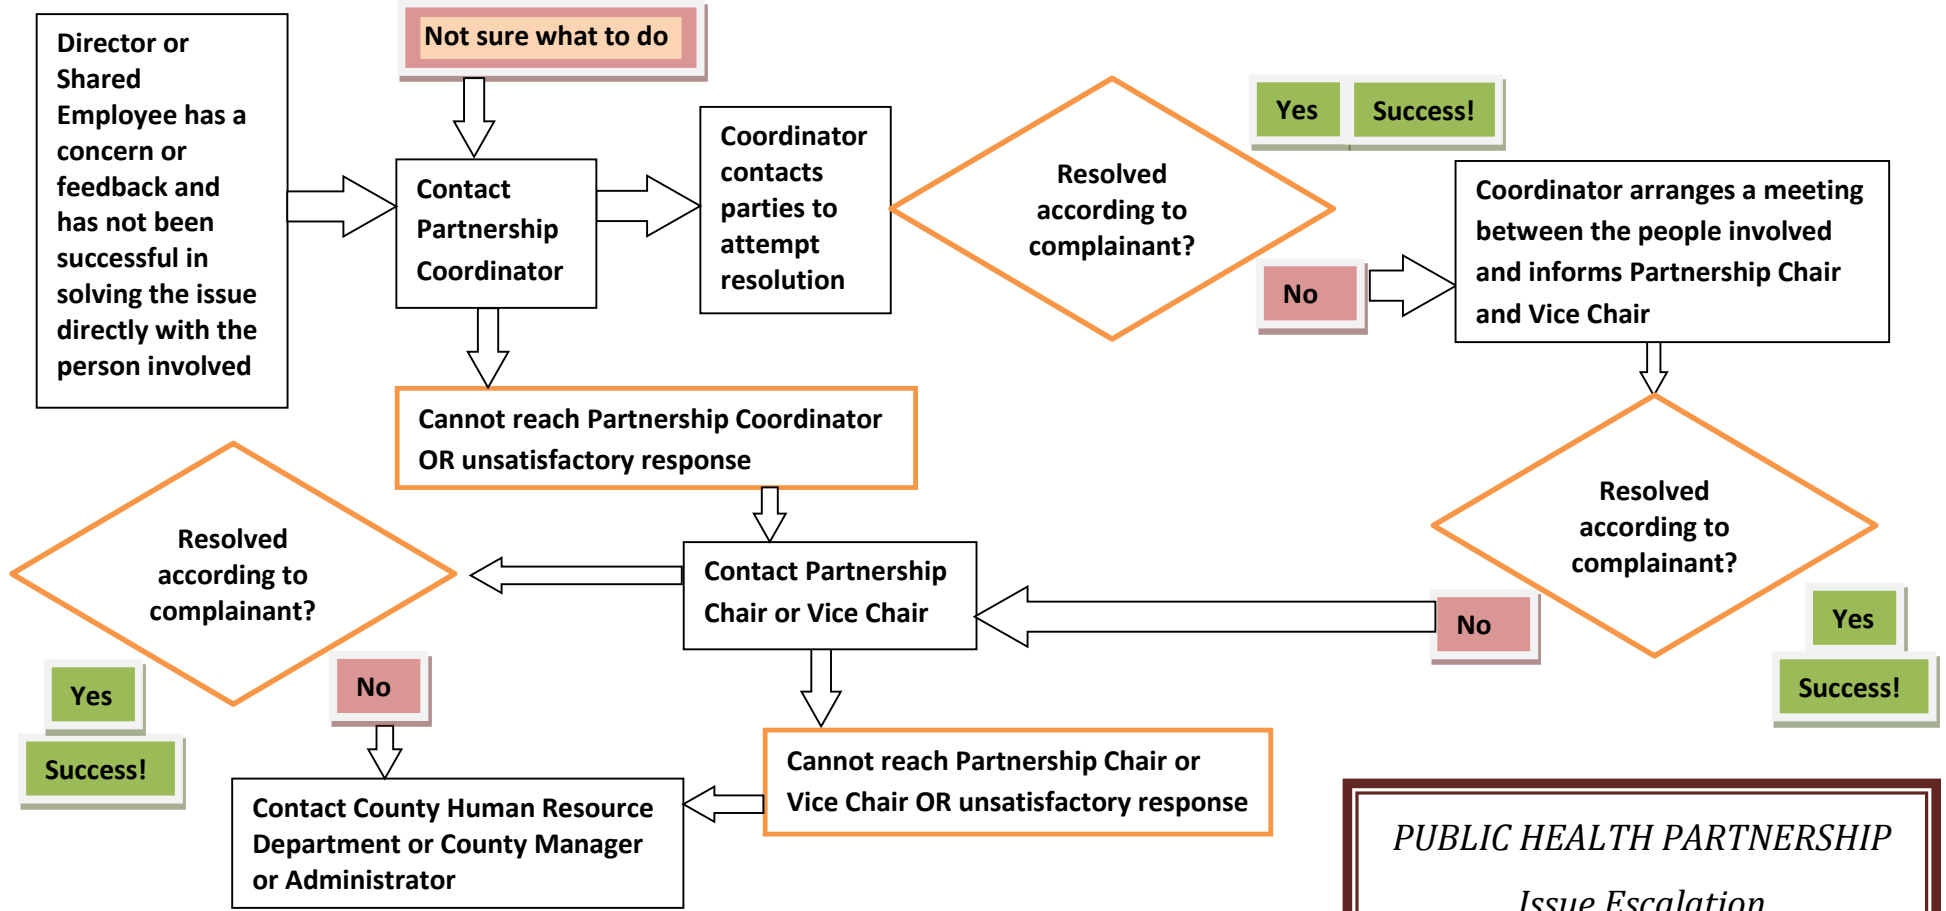 Director or
Shared
Employee has a
concern or
feedback and
has not been
successful in
solving the issue
directly with the
person involved
Not sure what to do
Contact
Partnership
Coordinator
Coordinator
contacts
parties to
attempt
resolution
Resolved
according to
complainant?
Yes
Success!
No
Coordinator arranges a meeting
between the people involved
and informs Partnership Chair
and Vice Chair
Cannot reach Partnership Coordinator
OR unsatisfactory response
Resolved
according to
complainant?
No
Yes
Success!
Contact Partnership
Chair or Vice Chair
Resolved
according to
complainant?
Yes
Success!
No
Cannot reach Partnership Chair or
Vice Chair OR unsatisfactory response
Contact County Human Resource
Department or County Manager
or Administrator
PUBLIC HEALTH PARTNERSHIP
Issue Escalation